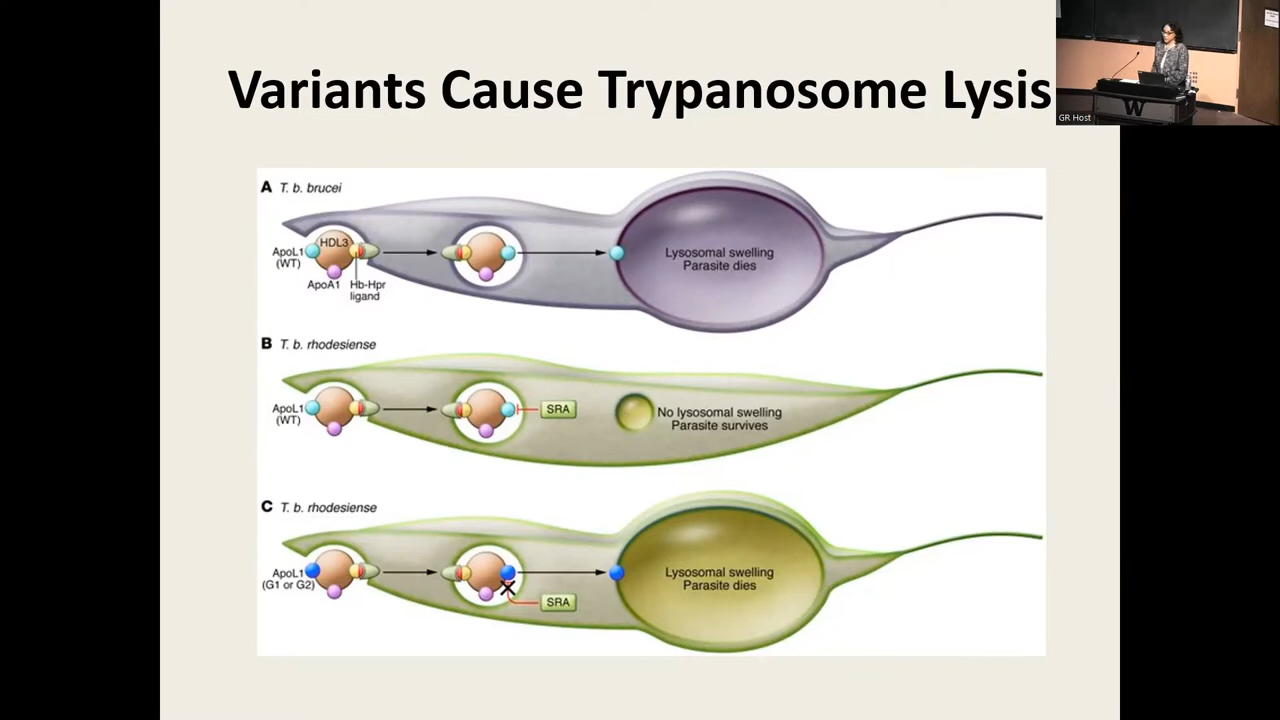 Variants Cause Trypanosome Lysis
GR Host
W
A T. b. brucei
HDL3
ApoL1
(WT)
ApoA1
Hb-Hpr
ligand
Lysosomal swelling
Parasite dies
B T. b. rhodesiense
ApoL1
(WT)
SRA
No lysosomal swelling
Parasite survives
C T. b. rhodesiense
ApoL1
(G1 or G2)
SRA
Lysosomal swelling
Parasite dies